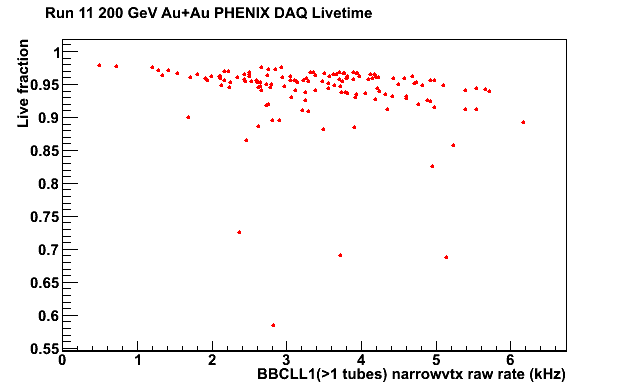 Run 11 200 GeV Au+Au PHENIX DAQ Livetime
Live fraction
1
0.95
0.9
0.85
0.8
0.75
0.7
0.65
0.6
0.55
0 1 2 3 4 5 6
BBCLL1(>1 tubes) narrowvtx raw rate (kHz)